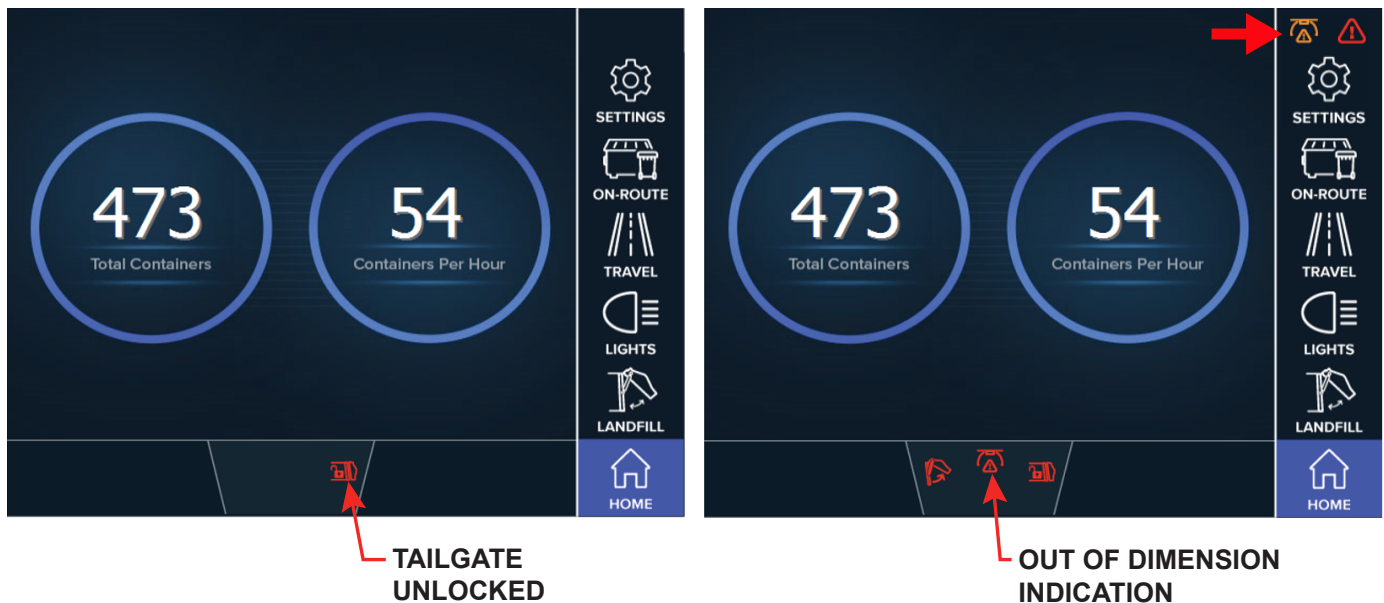 473
Total Containers
54
Containers Per Hour
SETTINGS
ON-ROUTE
TRAVEL
LIGHTS
LANDFILL
HOME
TAILGATE
UNLOCKED
473
Total Containers
54
Containers Per Hour
SETTINGS
ON-ROUTE
TRAVEL
LIGHTS
LANDFILL
HOME
OUT OF DIMENSION
INDICATION